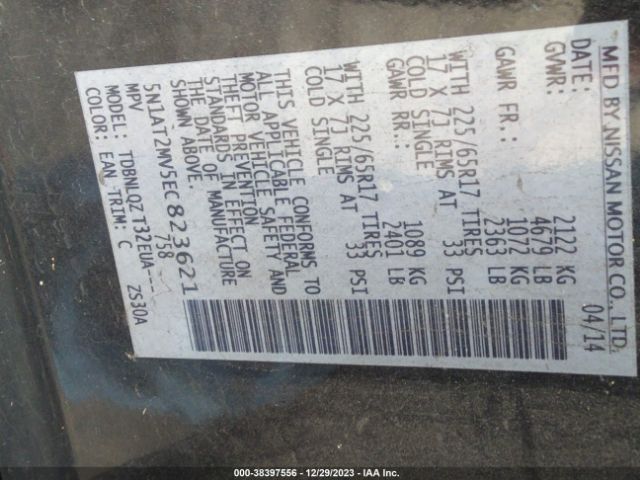 MFD BY NISSAN MOTOR CO., LTD.
DATE: 04/14
GVWR: 2122 KG
4679 LB
GAWR FR.: 1072 KG
2363 LB
WITH 225/65R17 TIRES
17 X 7J RIMS AT 33 PSI
COLD SINGLE
GAWR RR.: 1089 KG
2401 LB
WITH 225/65R17 TIRES
17 X 7J RIMS AT 33 PSI
COLD SINGLE
THIS VEHICLE CONFORMS TO
ALL APPLICABLE FEDERAL
MOTOR VEHICLE SAFETY AND
THEFT PREVENTION
STANDARDS IN EFFECT ON
THE DATE OF MANUFACTURE
SHOWN ABOVE.
5N1AT2MV5EC823621
MPV 758
MODEL: TDBNLQZ T32EUA---
COLOR: EAN TRIM: C ZS30A
000-38397556 - 12/29/2023 - IAA Inc.